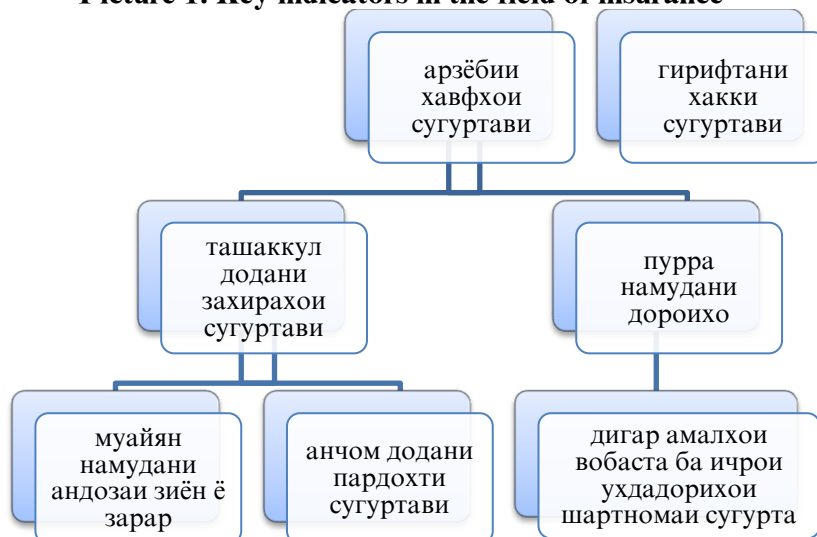 Picture 1. Key indicators in the field of insurance
арзёбии
хавфхои
сугуртави
гирифтани
хакки
сугуртави
ташаккул
додани
захирахои
сугуртави
пурра
намудани
дороихо
муайян
намудани
андозаи зиён ё
зарар
анчом додани
пардохти
сугуртави
дигар амалхои
вобаста ба ичрои
ухдадорихои
шартномаи сугурта